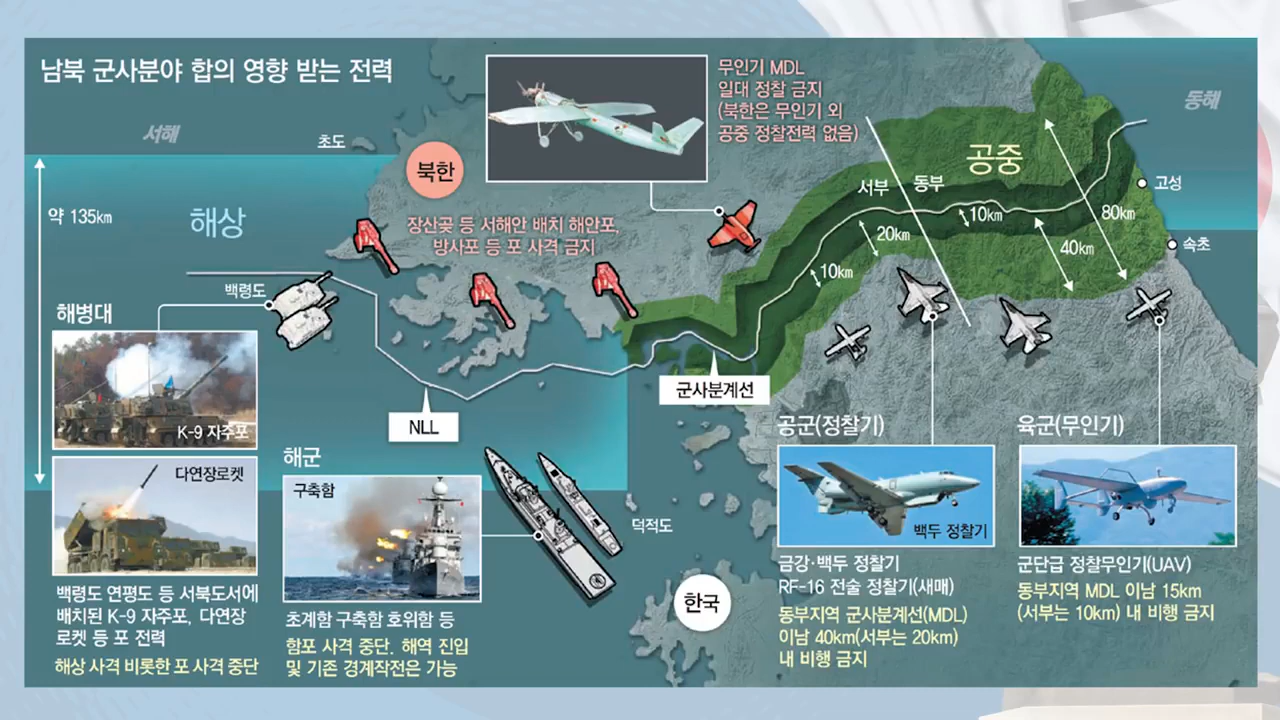 남북 군사분야 합의 영향 받는 전력
서해
초도
북한
무인기 MDL
일대 정찰 금지
(북한은 무인기 외
공중 정찰전력 없음)
동해
공중
서부
동부
고성
속초
80km
40km
10km
20km
10km
약 135km
해상
장산곶 등 서해안 배치 해안포,
방사포 등 포 사격 금지
백령도
NLL
군사분계선
해병대
K-9 자주포
다연장로켓
백령도 연평도 등 서북도서에
배치된 K-9 자주포, 다연장
로켓 등 포 전력
해상 사격 비롯한 포 사격 중단
해군
구축함
초계함 구축함 호위함 등
함포 사격 중단. 해역 진입
및 기존 경계작전은 가능
덕적도
한국
공군(정찰기)
백두 정찰기
금강·백두 정찰기
RF-16 전술 정찰기(새매)
동부지역 군사분계선(MDL)
이남 40km(서부는 20km)
내 비행 금지
육군(무인기)
군단급 정찰무인기(UAV)
동부지역 MDL 이남 15km
(서부는 10km) 내 비행 금지